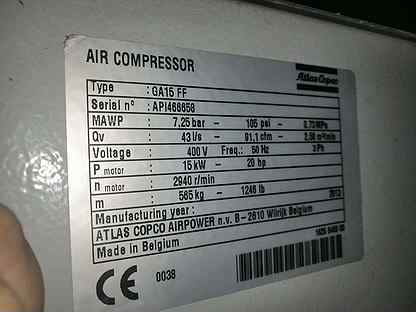 AIR COMPRESSOR
Atlas Copco
Type : GA15 FF
Serial n° : API468658
MAWP : 7,25 bar – 105 psi – 0,73 MPa
Qv : 43 l/s – 91,1 cfm – 2,58 m³/min
Voltage : 400 V Freq.: 50 Hz 3 Ph
P motor : 15 kW – 20 hp
n motor : 2940 r/min
m : 565 kg – 1246 lb
Manufacturing year : 2012
ATLAS COPCO AIRPOWER n.v. B – 2610 Wilrijk Belgium
Made in Belgium
CE 0038